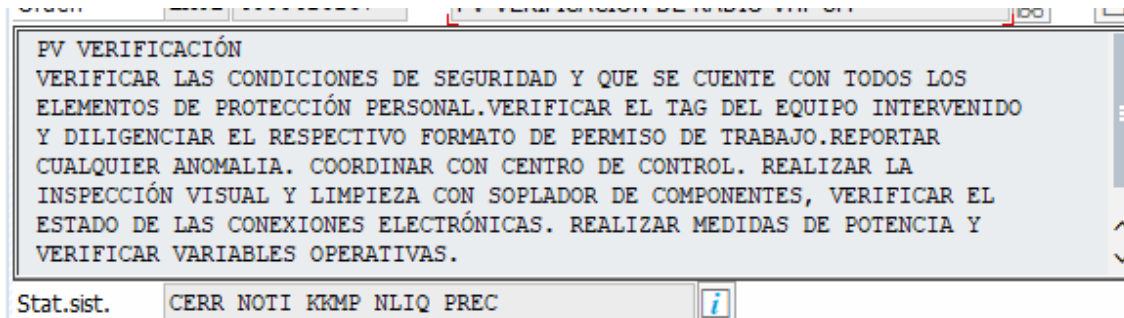 PV VERIFICACIÓN
VERIFICAR LAS CONDICIONES DE SEGURIDAD Y QUE SE CUENTE CON TODOS LOS
ELEMENTOS DE PROTECCIÓN PERSONAL.VERIFICAR EL TAG DEL EQUIPO INTERVENIDO
Y DILIGENCIAR EL RESPECTIVO FORMATO DE PERMISO DE TRABAJO.REPORTAR
CUALQUIER ANOMALIA. COORDINAR CON CENTRO DE CONTROL. REALIZAR LA
INSPECCIÓN VISUAL Y LIMPIEZA CON SOPLADOR DE COMPONENTES, VERIFICAR EL
ESTADO DE LAS CONEXIONES ELECTRÓNICAS. REALIZAR MEDIDAS DE POTENCIA Y
VERIFICAR VARIABLES OPERATIVAS.
Stat.sist. CERR NOTI KKMP NLIQ PREC i